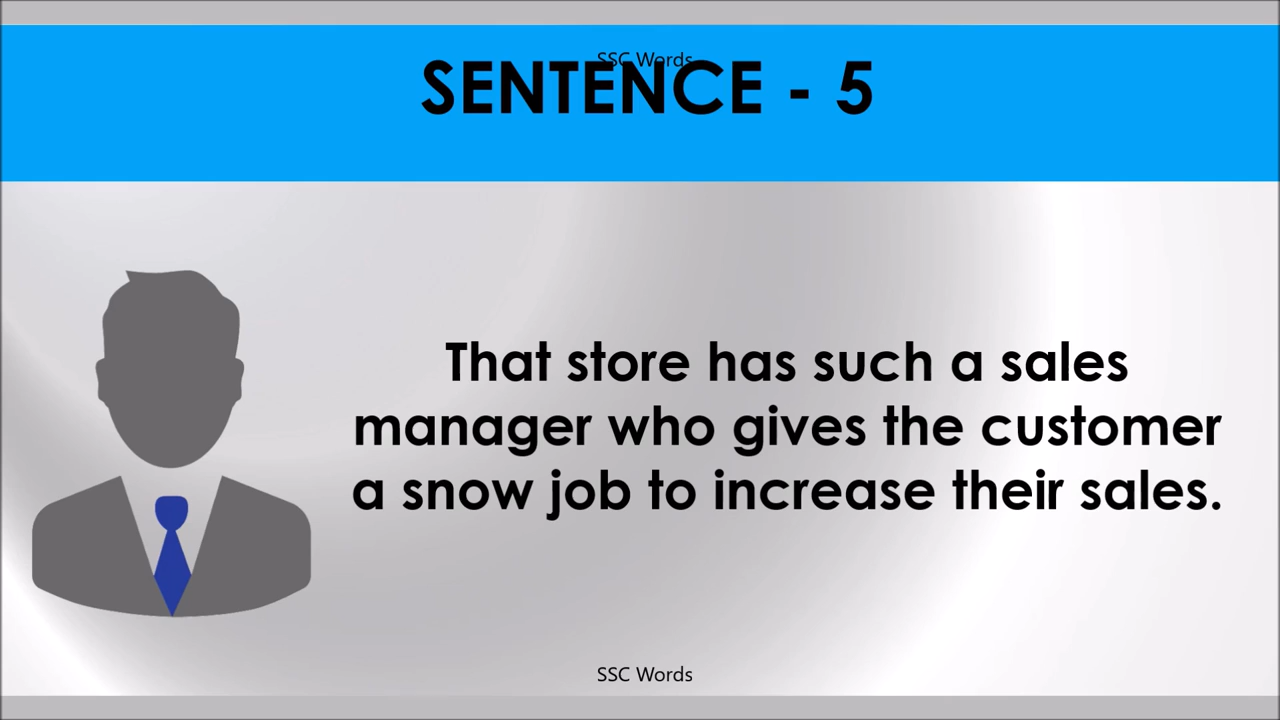 SSC Words
SENTENCE - 5
That store has such a sales
manager who gives the customer
a snow job to increase their sales.
SSC Words